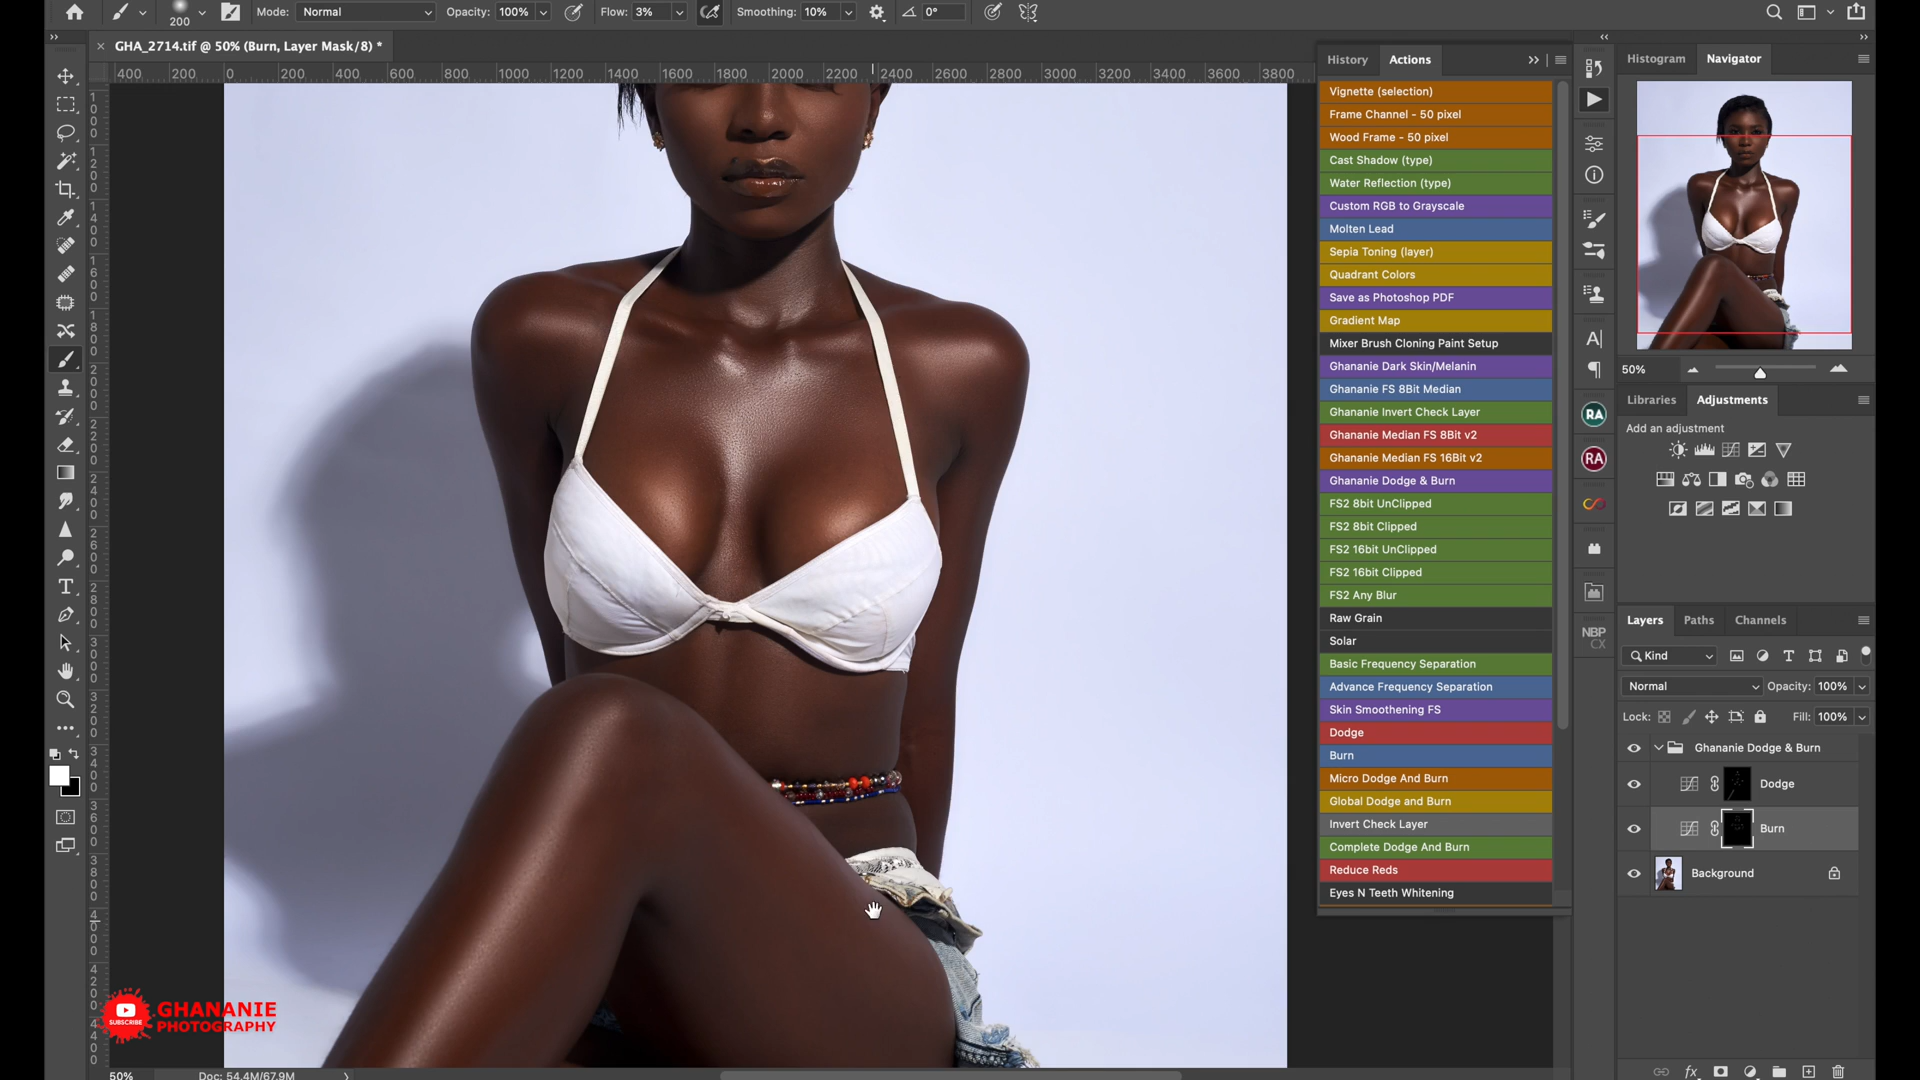 200
Mode: Normal
Opacity: 100%
Flow: 3%
Smoothing: 10%
0°
GHA_2714.tif @ 50% (Burn, Layer Mask/8) *
400 200 0 200 400 600 800 1000 1200 1400 1600 1800 2000 2200 2400 2600 2800 3000 3200 3400 3600 3800
History Actions
Vignette (selection)
Frame Channel - 50 pixel
Wood Frame - 50 pixel
Cast Shadow (type)
Water Reflection (type)
Custom RGB to Grayscale
Molten Lead
Sepia Toning (layer)
Quadrant Colors
Save as Photoshop PDF
Gradient Map
Mixer Brush Cloning Paint Setup
Ghananie Dark Skin/Melanin
Ghananie FS 8Bit Median
Ghananie Invert Check Layer
Ghananie Median FS 8Bit v2
Ghananie Median FS 16Bit v2
Ghananie Dodge & Burn
FS2 8bit UnClipped
FS2 8bit Clipped
FS2 16bit UnClipped
FS2 16bit Clipped
FS2 Any Blur
Raw Grain
Solar
Basic Frequency Separation
Advance Frequency Separation
Skin Smoothening FS
Dodge
Burn
Micro Dodge And Burn
Global Dodge and Burn
Invert Check Layer
Complete Dodge And Burn
Reduce Reds
Eyes N Teeth Whitening
RA
RA
NBP
CX
Histogram Navigator
50%
Libraries Adjustments
Add an adjustment
Layers Paths Channels
Kind
Normal
Opacity: 100%
Lock:
Fill: 100%
Ghananie Dodge & Burn
Dodge
Burn
Background
SUBSCRIBE
GHANANIE
PHOTOGRAPHY
50%
Doc: 54.4M/67.9M